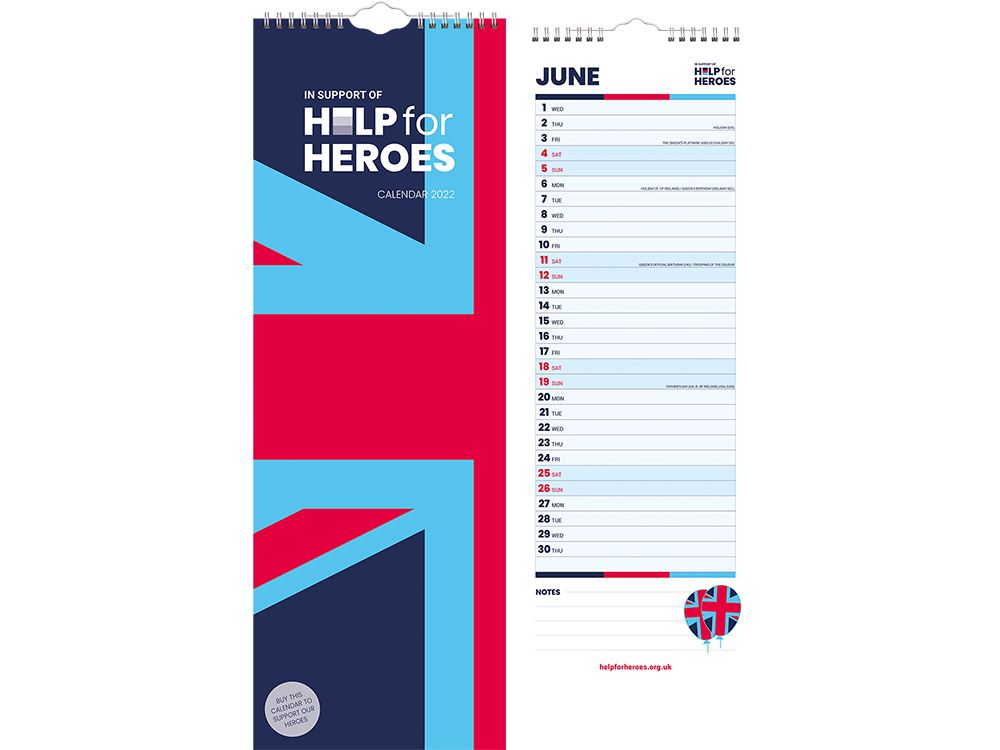 IN SUPPORT OF
HELP for
HEROES
CALENDAR 2022
BUY THIS
CALENDAR TO
SUPPORT OUR
HEROES
JUNE
IN SUPPORT OF
HELP for
HEROES
1 WED
2 THU HOLIDAY (UK)
3 FRI THE QUEEN'S PLATINUM JUBILEE (HOLIDAY UK)
4 SAT
5 SUN
6 MON HOLIDAY (R. OF IRELAND) / QUEEN'S BIRTHDAY (HOLIDAY NZL)
7 TUE
8 WED
9 THU
10 FRI
11 SAT QUEEN'S OFFICIAL BIRTHDAY (UK) / TROOPING OF THE COLOUR
12 SUN
13 MON
14 TUE
15 WED
16 THU
17 FRI
18 SAT
19 SUN FATHER'S DAY (UK, R. OF IRELAND, USA, CAN)
20 MON
21 TUE
22 WED
23 THU
24 FRI
25 SAT
26 SUN
27 MON
28 TUE
29 WED
30 THU
NOTES
helpforheroes.org.uk